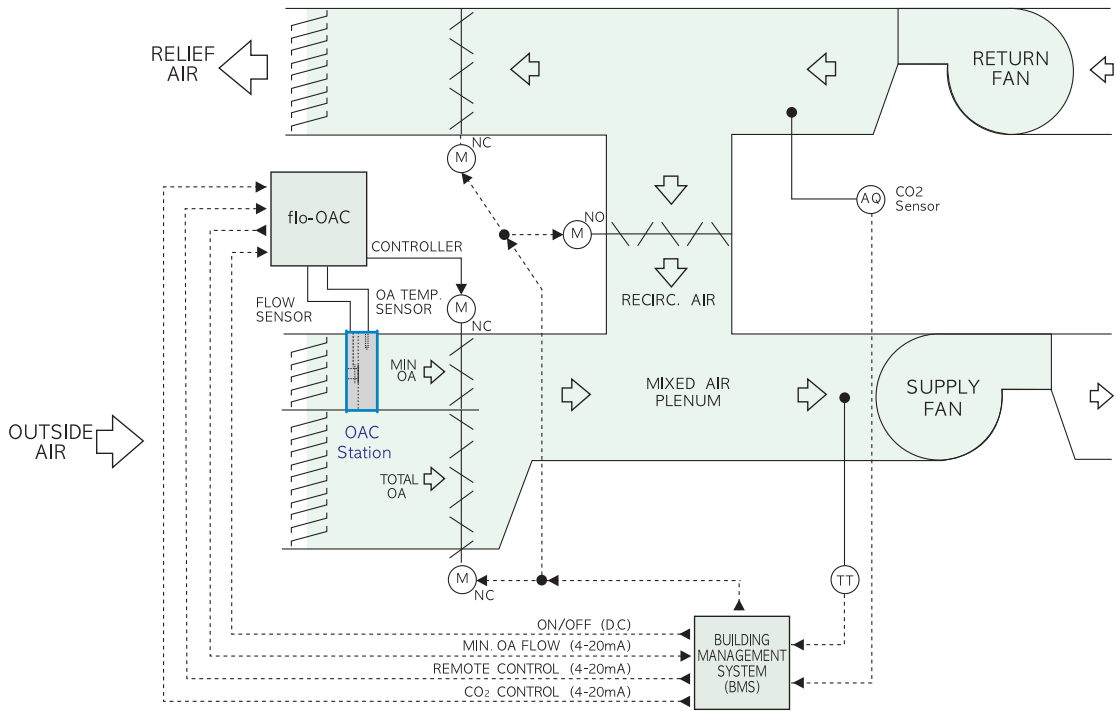 RELIEF
AIR
RETURN
FAN
M
NC
flo-OAC
M
NO
AQ
CO2
Sensor
CONTROLLER
FLOW
SENSOR
OA TEMP.
SENSOR
M
NC
RECIRC. AIR
MIN
OA
MIXED AIR
PLENUM
SUPPLY
FAN
OUTSIDE
AIR
OAC
Station
TOTAL
OA
M
NC
TT
ON/OFF (D.C)
MIN. OA FLOW (4-20mA)
REMOTE CONTROL (4-20mA)
CO2 CONTROL (4-20mA)
BUILDING
MANAGEMENT
SYSTEM
(BMS)